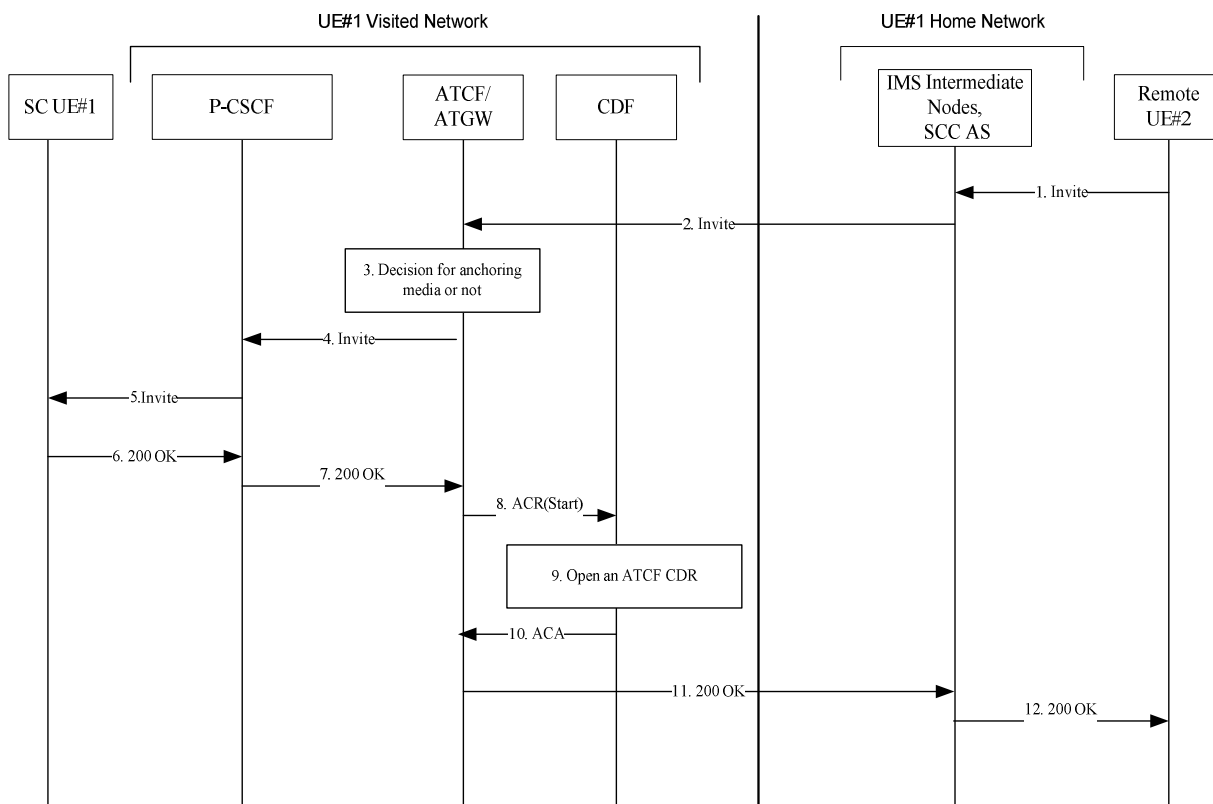 UE#1 Visited Network
UE#1 Home Network
SC UE#1
P-CSCF
ATCF/
ATGW
CDF
IMS Intermediate
Nodes,
SCC AS
Remote
UE#2
1. Invite
2. Invite
3. Decision for anchoring
media or not
4. Invite
5.Invite
6. 200 OK
7. 200 OK
8. ACR(Start)
9. Open an ATCF CDR
10. ACA
11. 200 OK
12. 200 OK